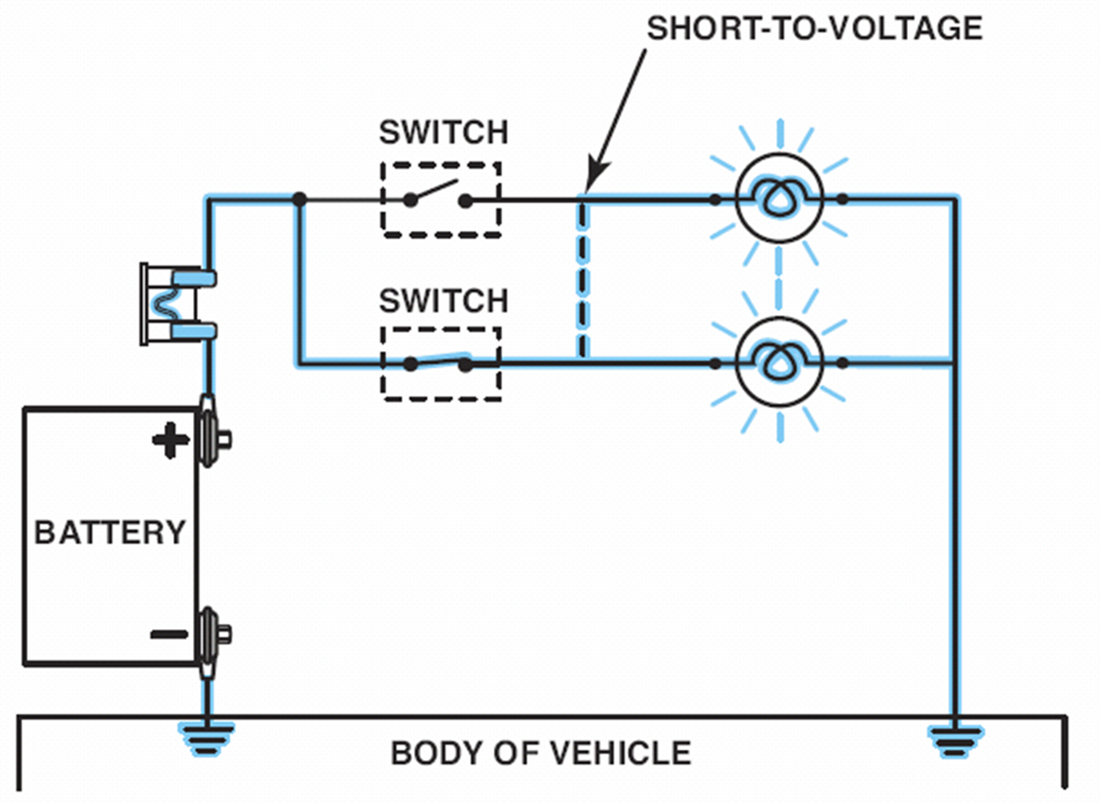 SHORT-TO-VOLTAGE
SWITCH
SWITCH
+
BATTERY
−
BODY OF VEHICLE